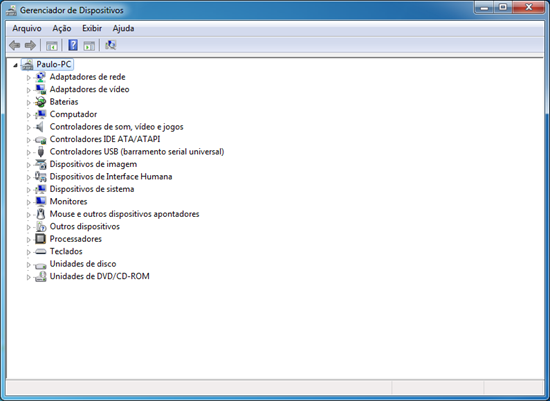 Gerenciador de Dispositivos
Arquivo Ação Exibir Ajuda
Paulo-PC
Adaptadores de rede
Adaptadores de vídeo
Baterias
Computador
Controladores de som, vídeo e jogos
Controladores IDE ATA/ATAPI
Controladores USB (barramento serial universal)
Dispositivos de imagem
Dispositivos de Interface Humana
Dispositivos de sistema
Monitores
Mouse e outros dispositivos apontadores
Outros dispositivos
Processadores
Teclados
Unidades de disco
Unidades de DVD/CD-ROM